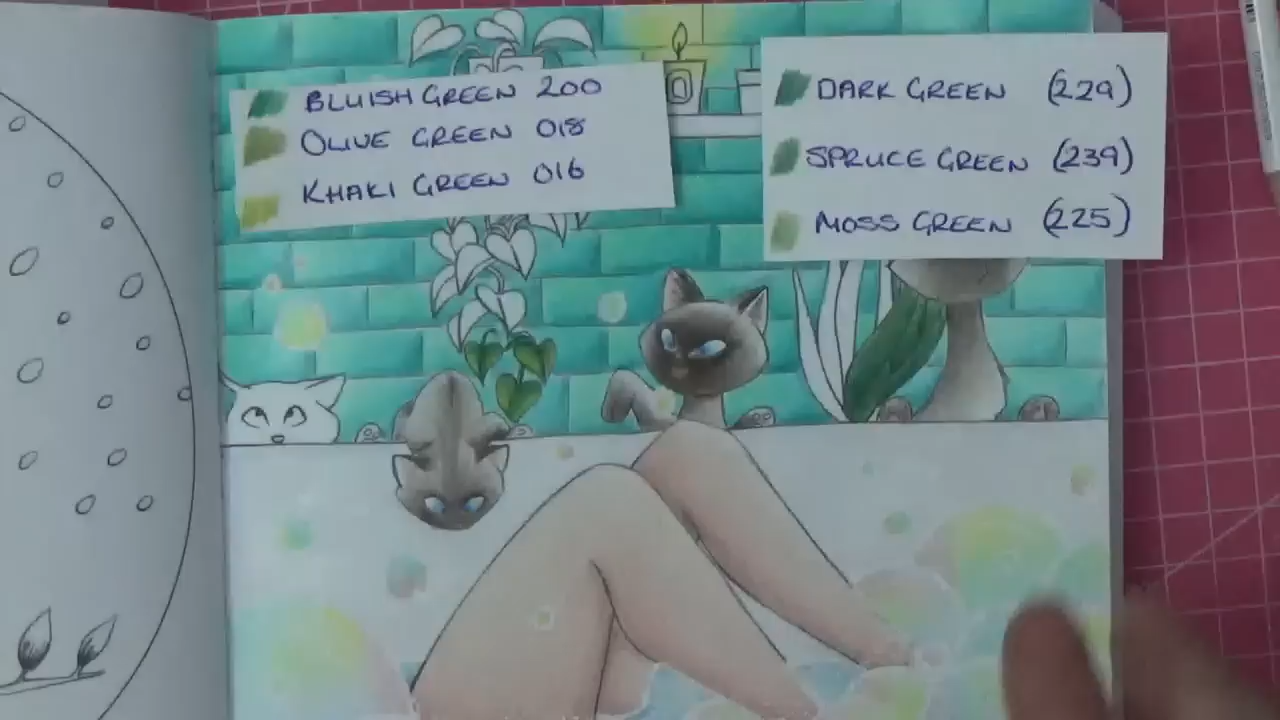 BLUISH GREEN 200
OLIVE GREEN 018
KHAKI GREEN 016
DARK GREEN (229)
SPRUCE GREEN (239)
MOSS GREEN (225)